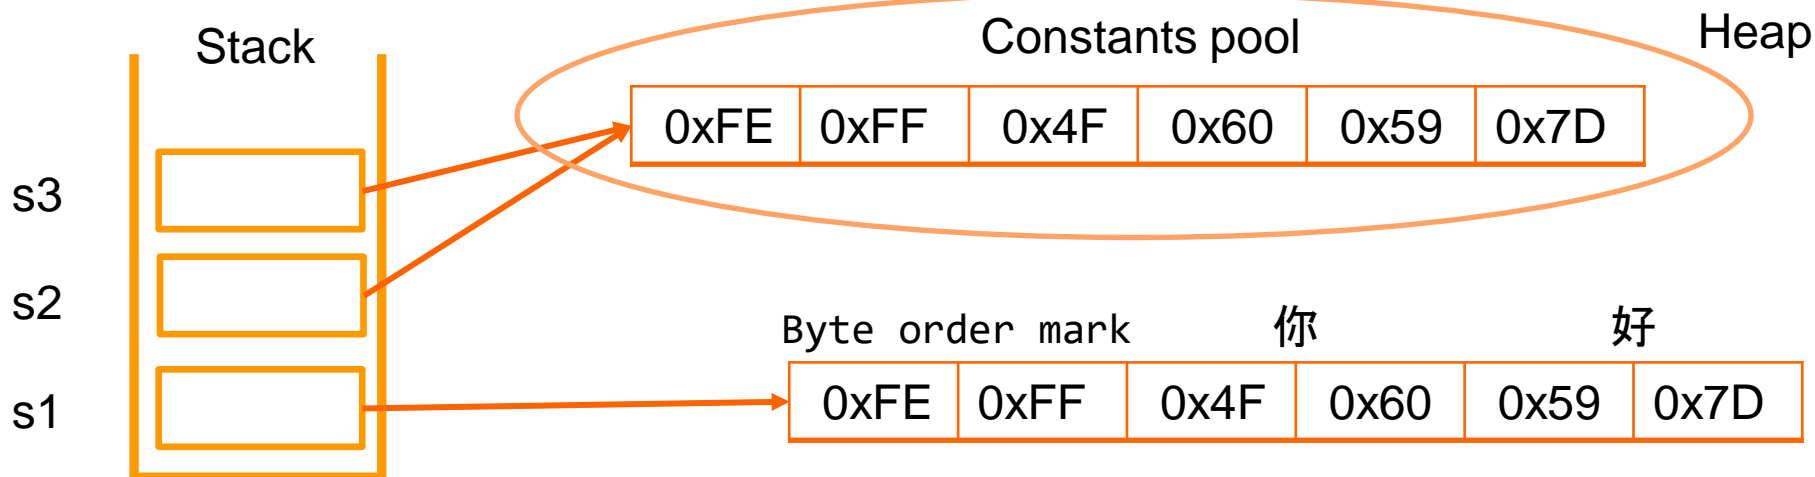 Stack
Constants pool
Heap
0xFE 0xFF 0x4F 0x60 0x59 0x7D
s3
s2
Byte order mark 你 好
s1
0xFE 0xFF 0x4F 0x60 0x59 0x7D